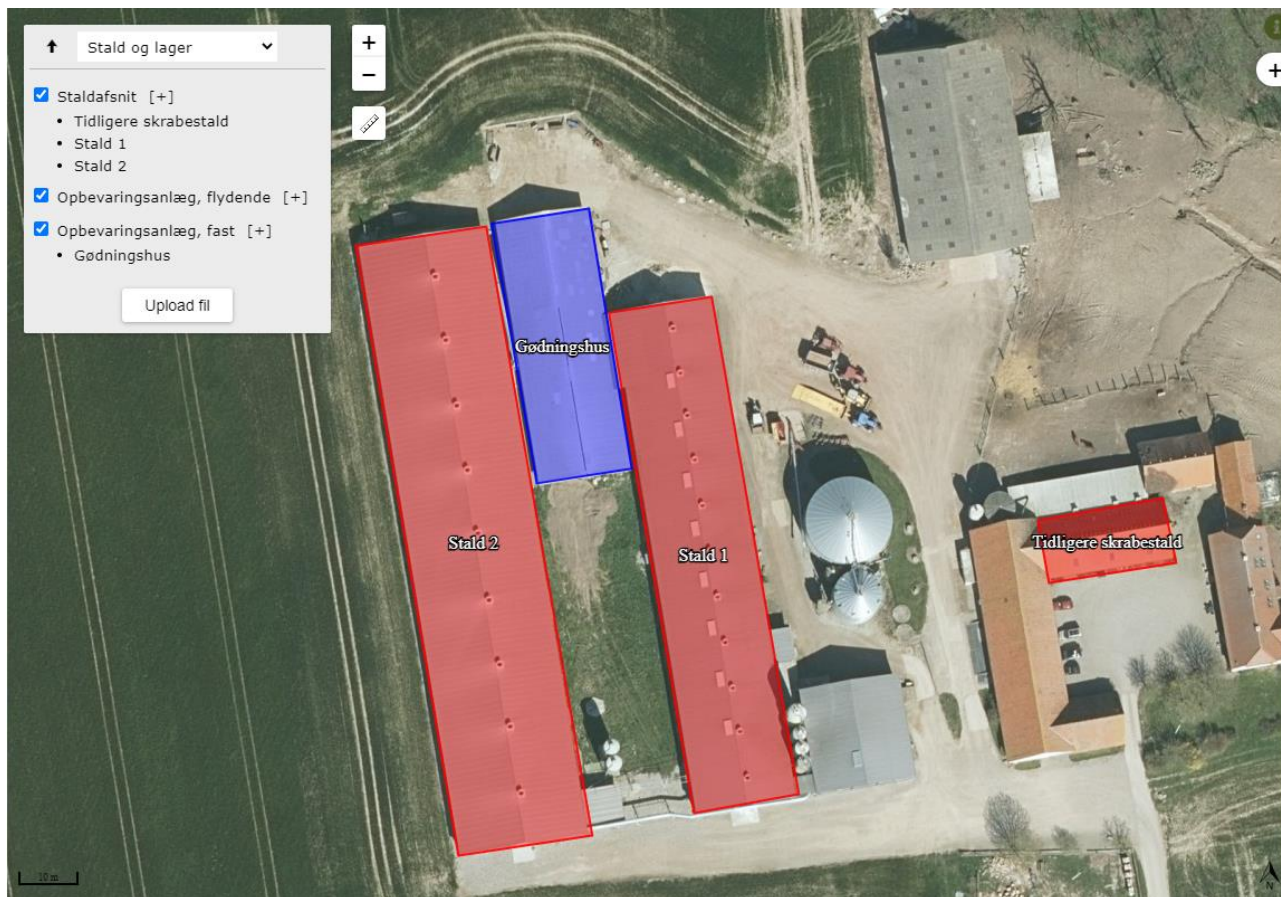 Stald og lager
Staldafsnit [+]
Tidligere skrabestald
Stald 1
Stald 2
Opbevaringsanlæg, flydende [+]
Opbevaringsanlæg, fast [+]
Gødningshus
Upload fil
+
−
+
Gødningshus
Stald 2
Stald 1
Tidligere skrabestald
10 m
N